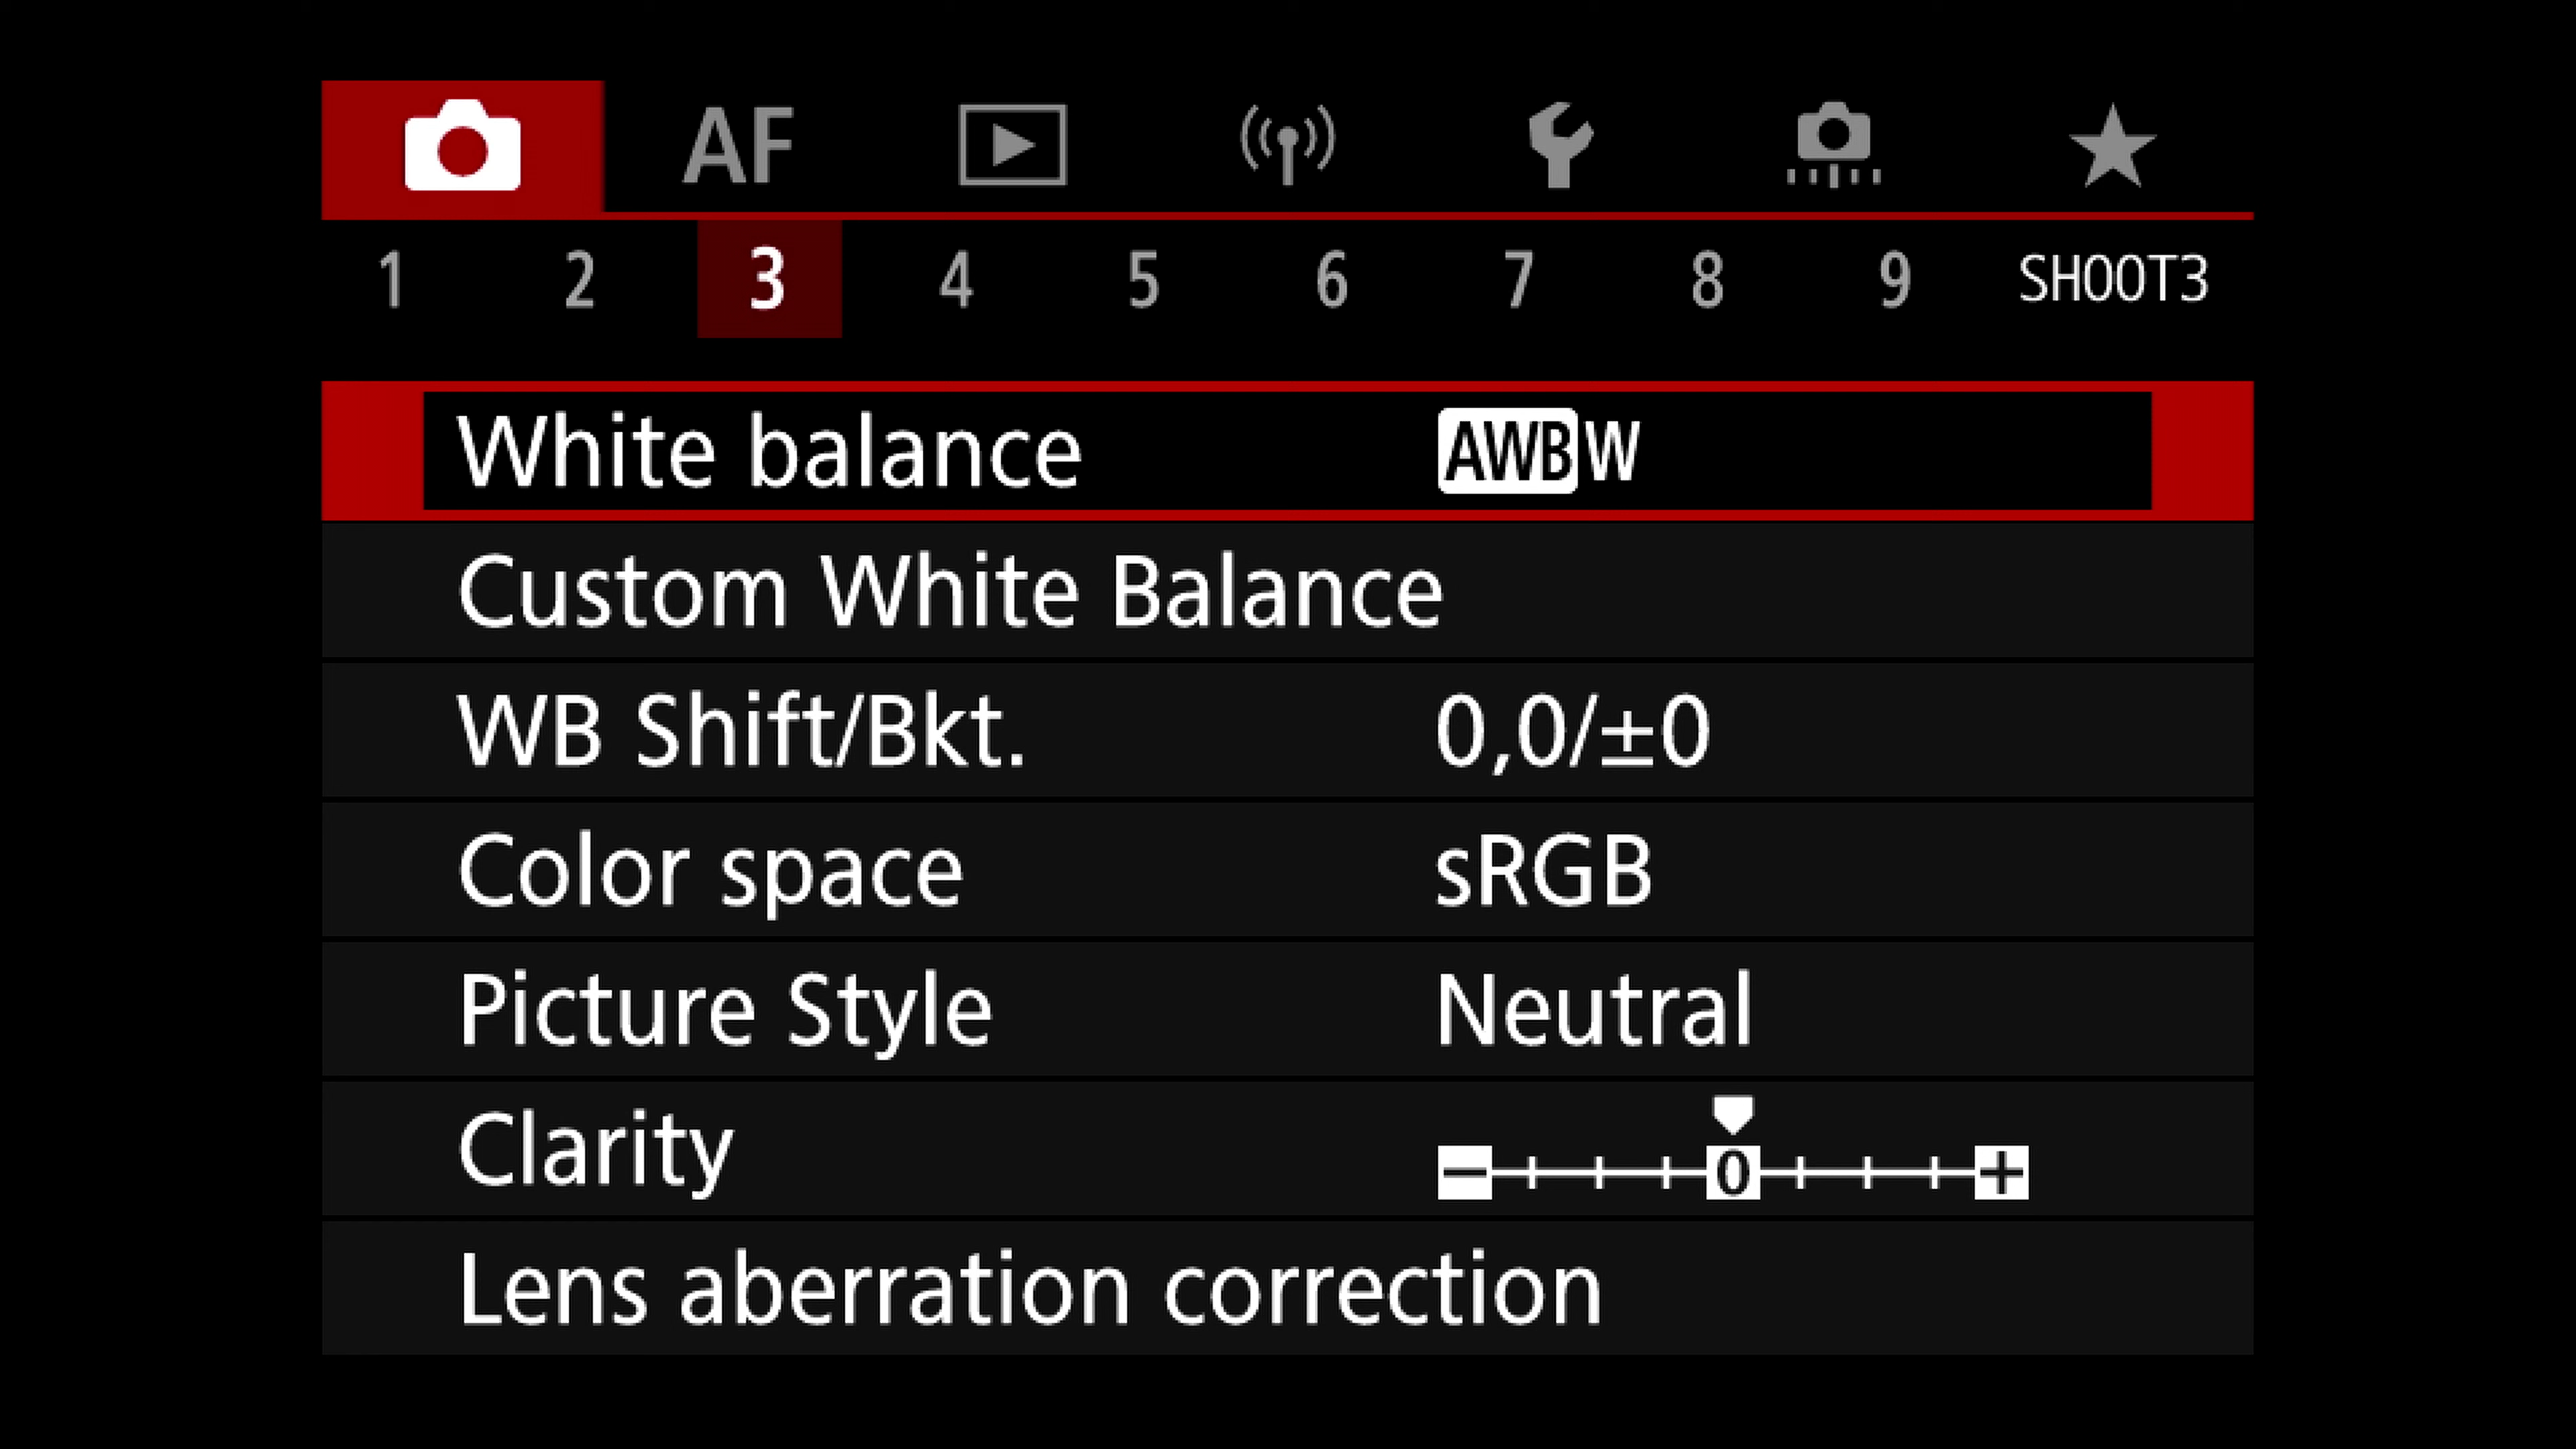 AF
1 2 3 4 5 6 7 8 9 SHOOT3
White balance AWB W
Custom White Balance
WB Shift/Bkt. 0,0/±0
Color space sRGB
Picture Style Neutral
Clarity − 0 +
Lens aberration correction